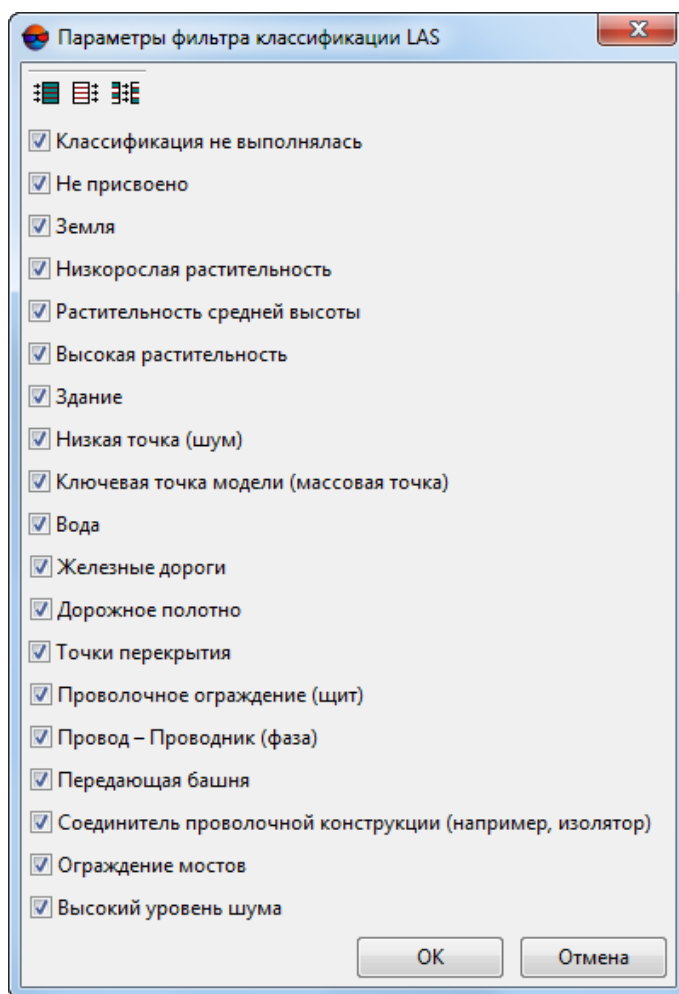 Параметры фильтра классификации LAS
Классификация не выполнялась
Не присвоено
Земля
Низкорослая растительность
Растительность средней высоты
Высокая растительность
Здание
Низкая точка (шум)
Ключевая точка модели (массовая точка)
Вода
Железные дороги
Дорожное полотно
Точки перекрытия
Проволочное ограждение (щит)
Провод – Проводник (фаза)
Передающая башня
Соединитель проволочной конструкции (например, изолятор)
Ограждение мостов
Высокий уровень шума
OK Отмена